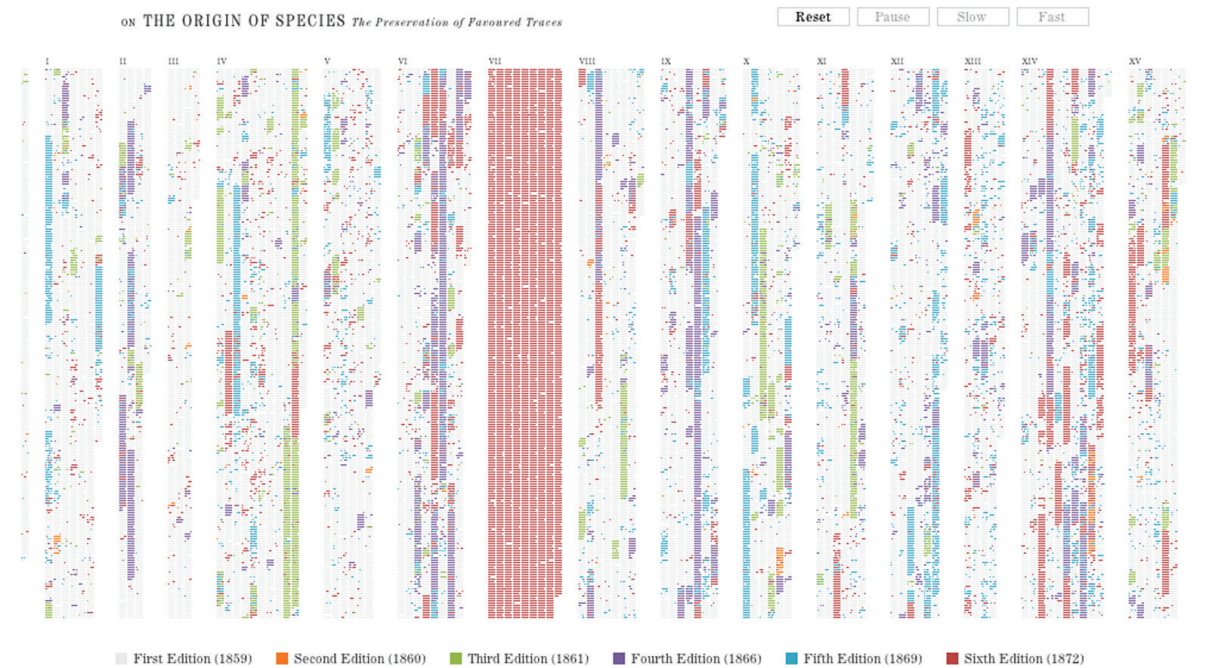 ON THE ORIGIN OF SPECIES The Preservation of Favoured Traces
Reset Pause Slow Fast
I II III IV V VI VII VIII IX X XI XII XIII XIV XV
First Edition (1859) Second Edition (1860) Third Edition (1861) Fourth Edition (1866) Fifth Edition (1869) Sixth Edition (1872)